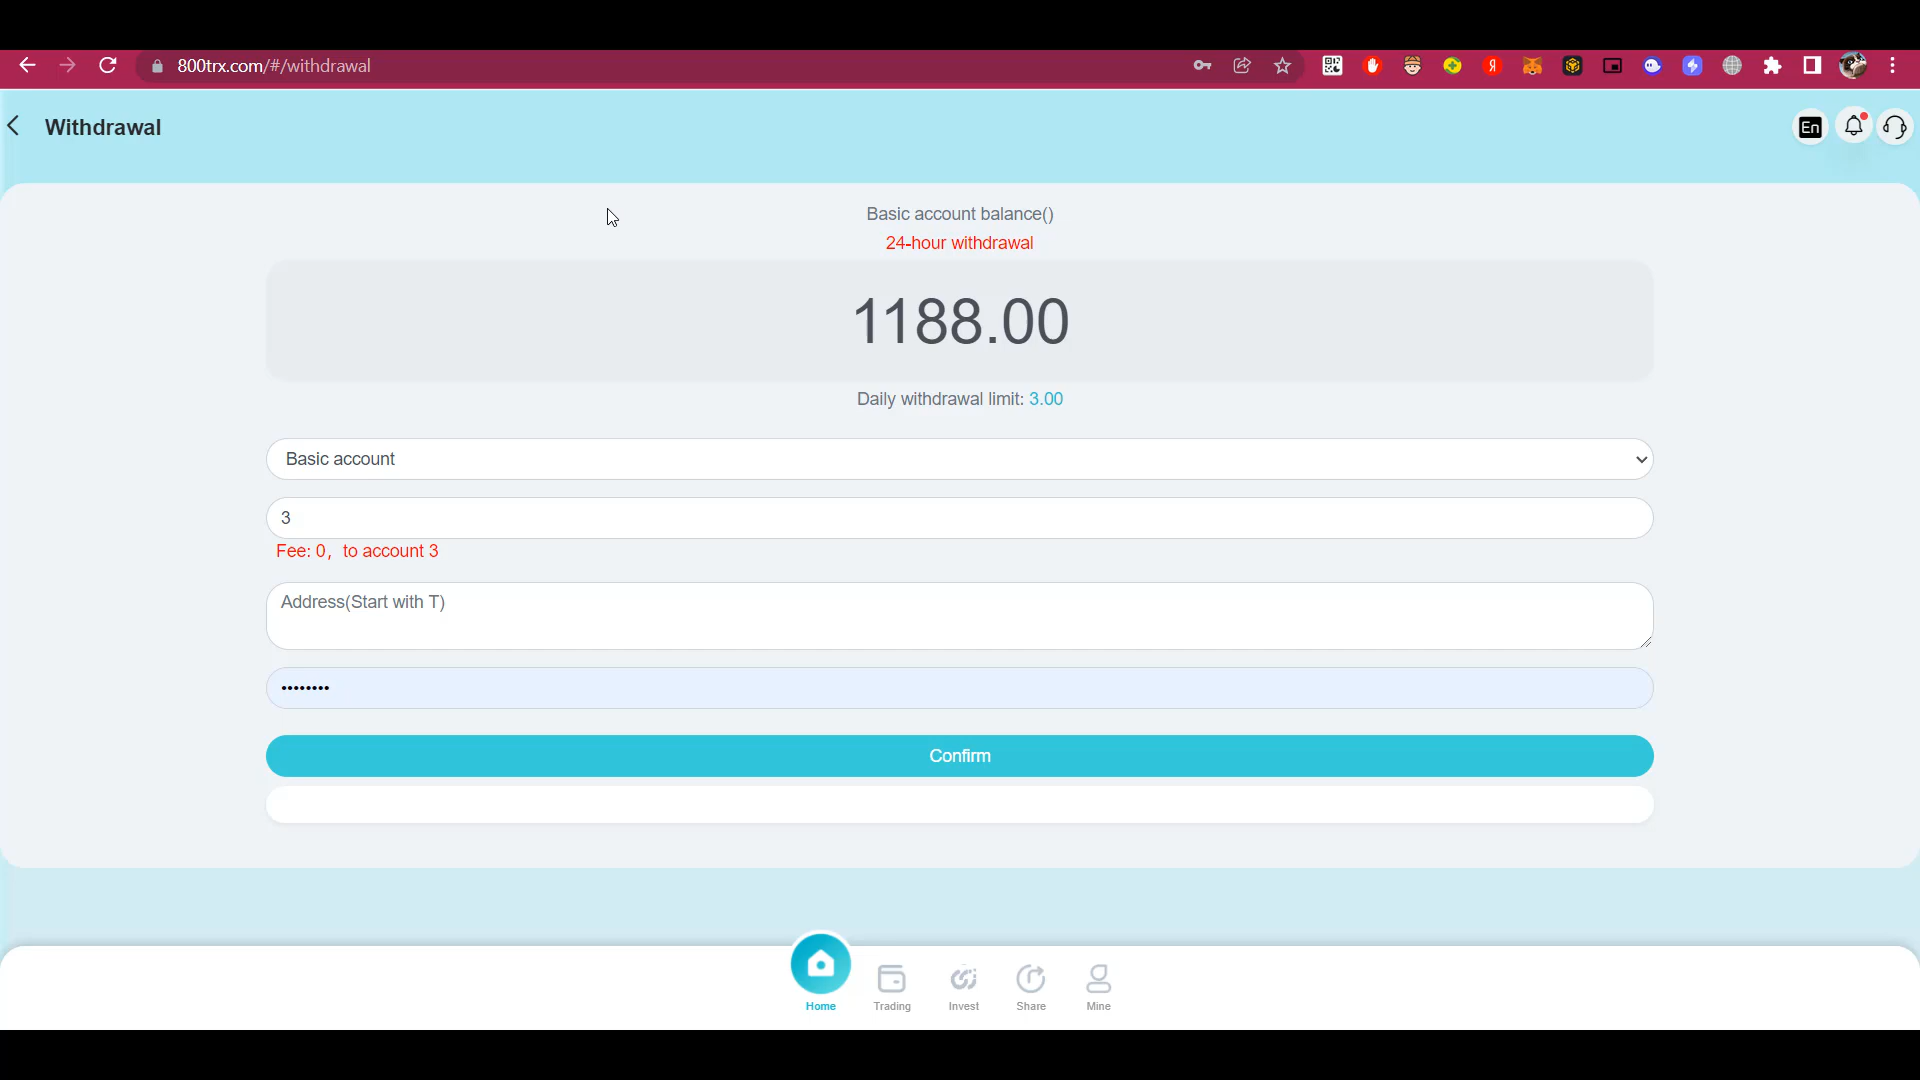 800trx.com/#/withdrawal
Withdrawal
En
Basic account balance()
24-hour withdrawal
1188.00
Daily withdrawal limit: 3.00
Basic account
3
Fee: 0，to account 3
Address(Start with T)
••••••••
Confirm
Home
Trading
Invest
Share
Mine